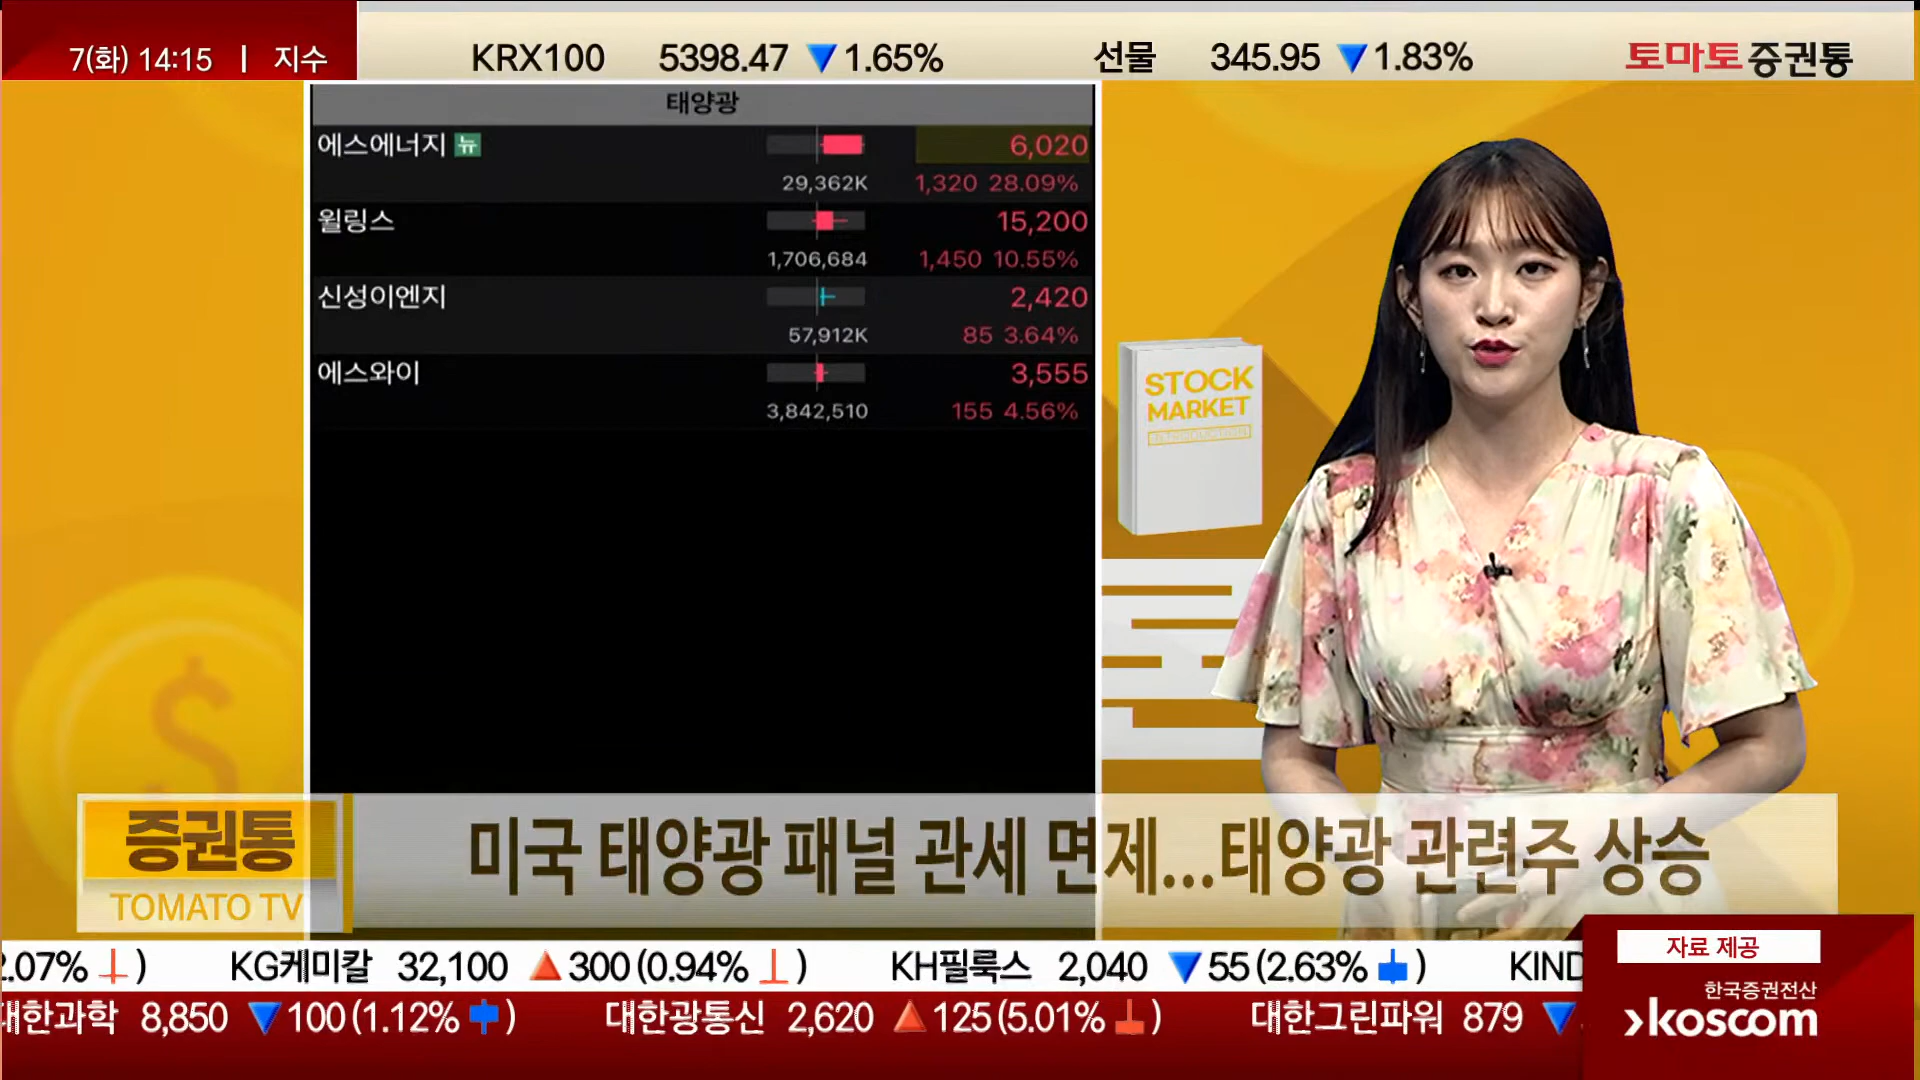 7(화) 14:15 | 지수 KRX100 5398.47 ▼1.65% 선물 345.95 ▼1.83% 토마토증권통
태양광
에스에너지 뉴 6,020
29,362K 1,320 28.09%
윌링스 15,200
1,706,684 1,450 10.55%
신성이엔지 2,420
57,912K 85 3.64%
에스와이 3,555
3,842,510 155 4.56%
STOCK
MARKET
INTRODUCTION
증권통
TOMATO TV
미국 태양광 패널 관세 면제...태양광 관련주 상승
2.07% ) KG케미칼 32,100 ▲300(0.94% ) KH필룩스 2,040 ▼55(2.63% ) KIND
대한과학 8,850 ▼100(1.12% ) 대한광통신 2,620 ▲125(5.01% ) 대한그린파워 879 ▼
자료 제공
한국증권전산
koscom